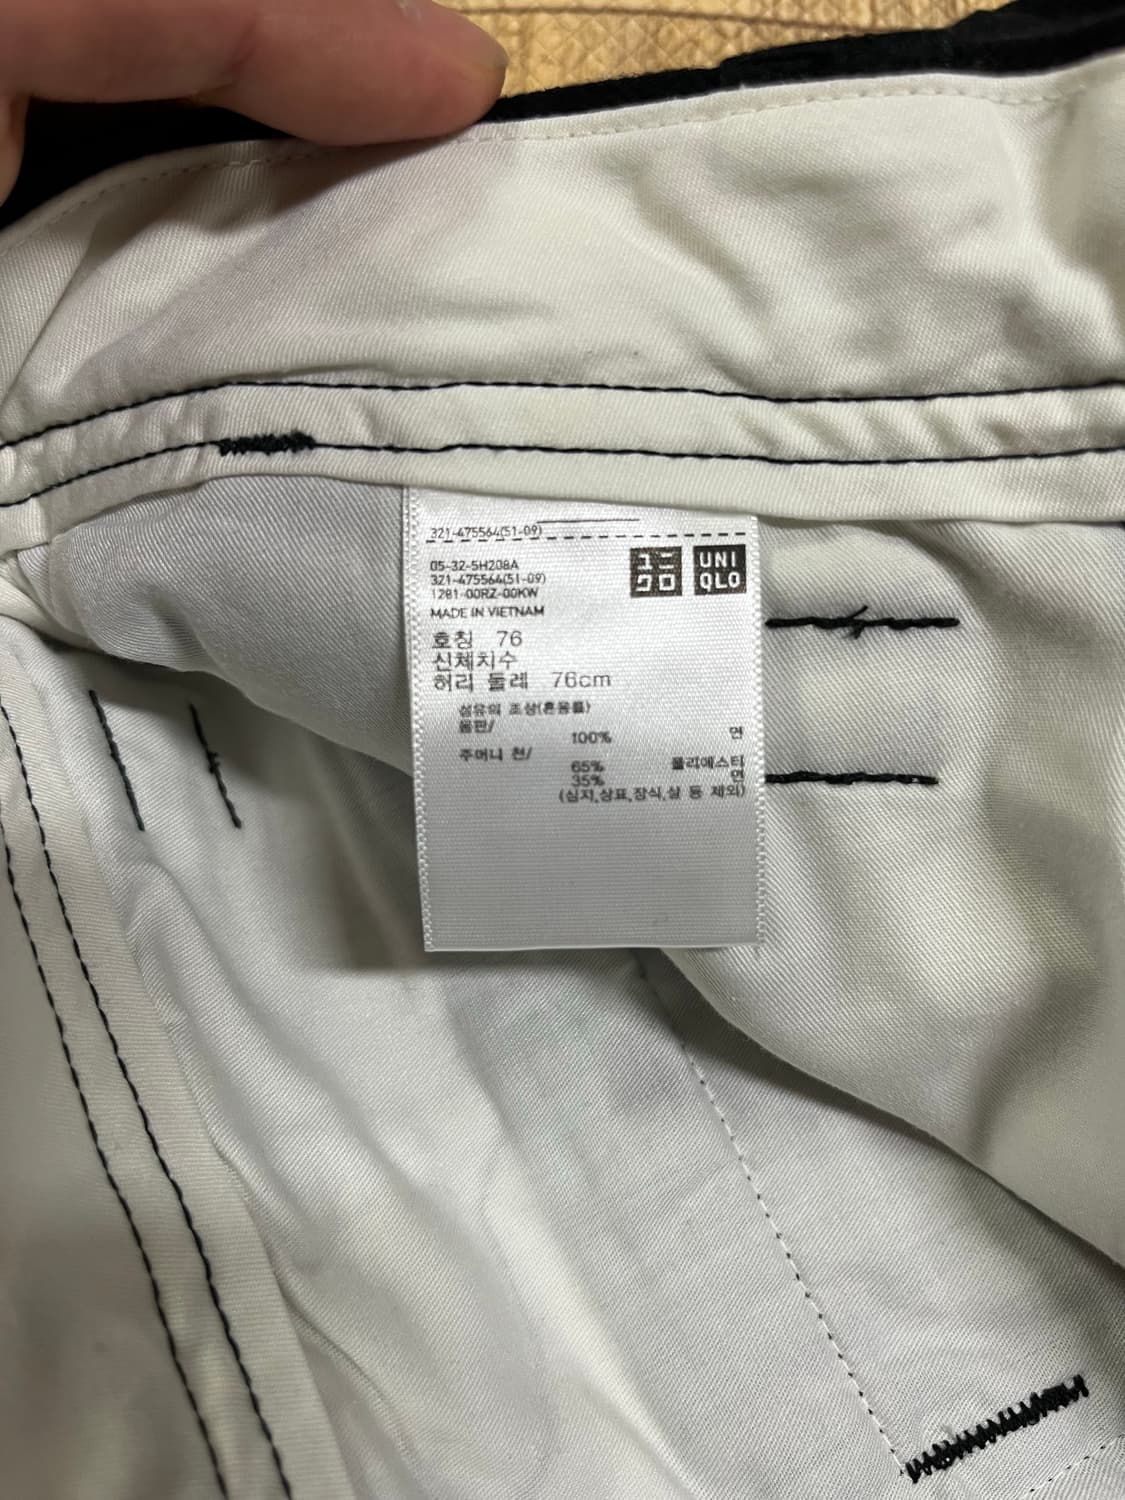 321-475564(51-09)
05-32-5H208A
321-475564(51-09)
1281-00RZ-00KW
MADE IN VIETNAM
ユニ
クロ
UNI
QLO
호칭 76
신체치수
허리 둘레 76cm
섬유의 조성(혼용률)
몸판/
100% 면
주머니 천/
65% 폴리에스터
35% 면
(심지,상표,장식,실 등 제외)